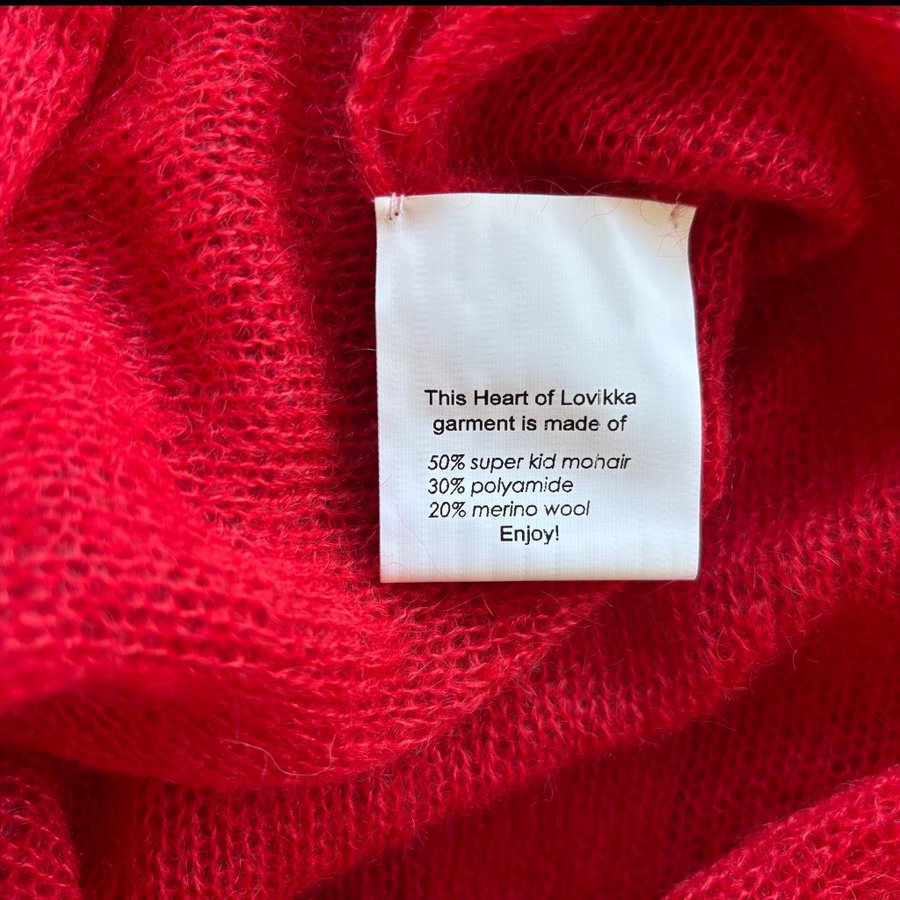 This Heart of Lovikka
garment is made of
50% super kid mohair
30% polyamide
20% merino wool
Enjoy!